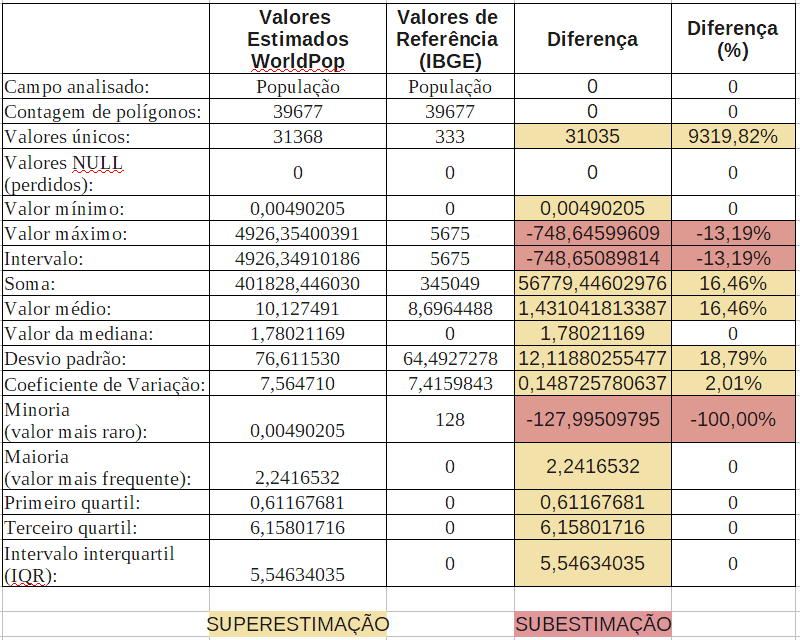 Valores Estimados WorldPop	Valores de Referência (IBGE)	Diferença	Diferença (%)
Campo analisado:	População	População	0	0
Contagem de polígonos:	39677	39677	0	0
Valores únicos:	31368	333	31035	9319,82%
Valores NULL (perdidos):	0	0	0	0
Valor mínimo:	0,00490205	0	0,00490205	0
Valor máximo:	4926,35400391	5675	-748,64599609	-13,19%
Intervalo:	4926,34910186	5675	-748,65089814	-13,19%
Soma:	401828,446030	345049	56779,44602976	16,46%
Valor médio:	10,127491	8,6964488	1,431041813387	16,46%
Valor da mediana:	1,78021169	0	1,78021169	0
Desvio padrão:	76,611530	64,4927278	12,11880255477	18,79%
Coeficiente de Variação:	7,564710	7,4159843	0,148725780637	2,01%
Minoria (valor mais raro):	0,00490205	128	-127,99509795	-100,00%
Maioria (valor mais frequente):	2,2416532	0	2,2416532	0
Primeiro quartil:	0,61167681	0	0,61167681	0
Terceiro quartil:	6,15801716	0	6,15801716	0
Intervalo interquartil (IQR):	5,54634035	0	5,54634035	0
SUPERESTIMAÇÃO	SUBESTIMAÇÃO